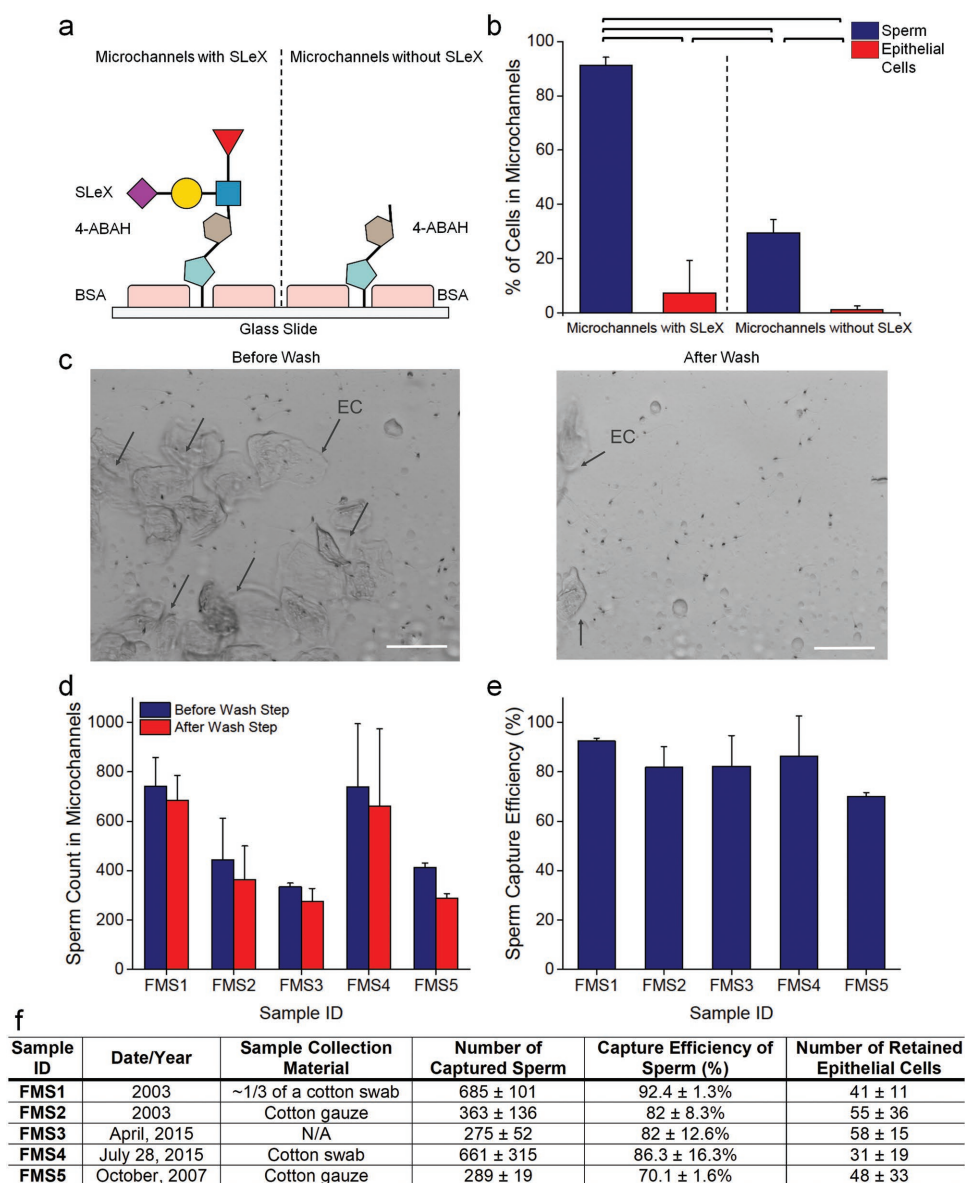 a
Microchannels with SLeX
Microchannels without SLeX
SLeX
4-ABAH
4-ABAH
BSA
BSA
Glass Slide
b
% of Cells in Microchannels
100
80
60
40
20
0
Sperm
Epithelial
Cells
Microchannels with SLeX
Microchannels without SLeX
c
Before Wash
EC
After Wash
EC
d
Sperm Count in Microchannels
1000
800
600
400
200
0
Before Wash Step
After Wash Step
FMS1 FMS2 FMS3 FMS4 FMS5
Sample ID
e
Sperm Capture Efficiency (%)
100
80
60
40
20
0
FMS1 FMS2 FMS3 FMS4 FMS5
Sample ID
f
Sample ID Date/Year Sample Collection Material Number of Captured Sperm Capture Efficiency of Sperm (%) Number of Retained Epithelial Cells
FMS1 2003 ~1/3 of a cotton swab 685 ± 101 92.4 ± 1.3% 41 ± 11
FMS2 2003 Cotton gauze 363 ± 136 82 ± 8.3% 55 ± 36
FMS3 April, 2015 N/A 275 ± 52 82 ± 12.6% 58 ± 15
FMS4 July 28, 2015 Cotton swab 661 ± 315 86.3 ± 16.3% 31 ± 19
FMS5 October, 2007 Cotton gauze 289 ± 19 70.1 ± 1.6% 48 ± 33